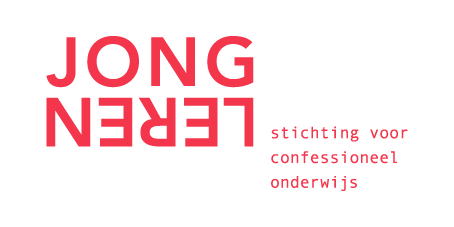 JONG
LEREN
stichting voor
confessioneel
onderwijs